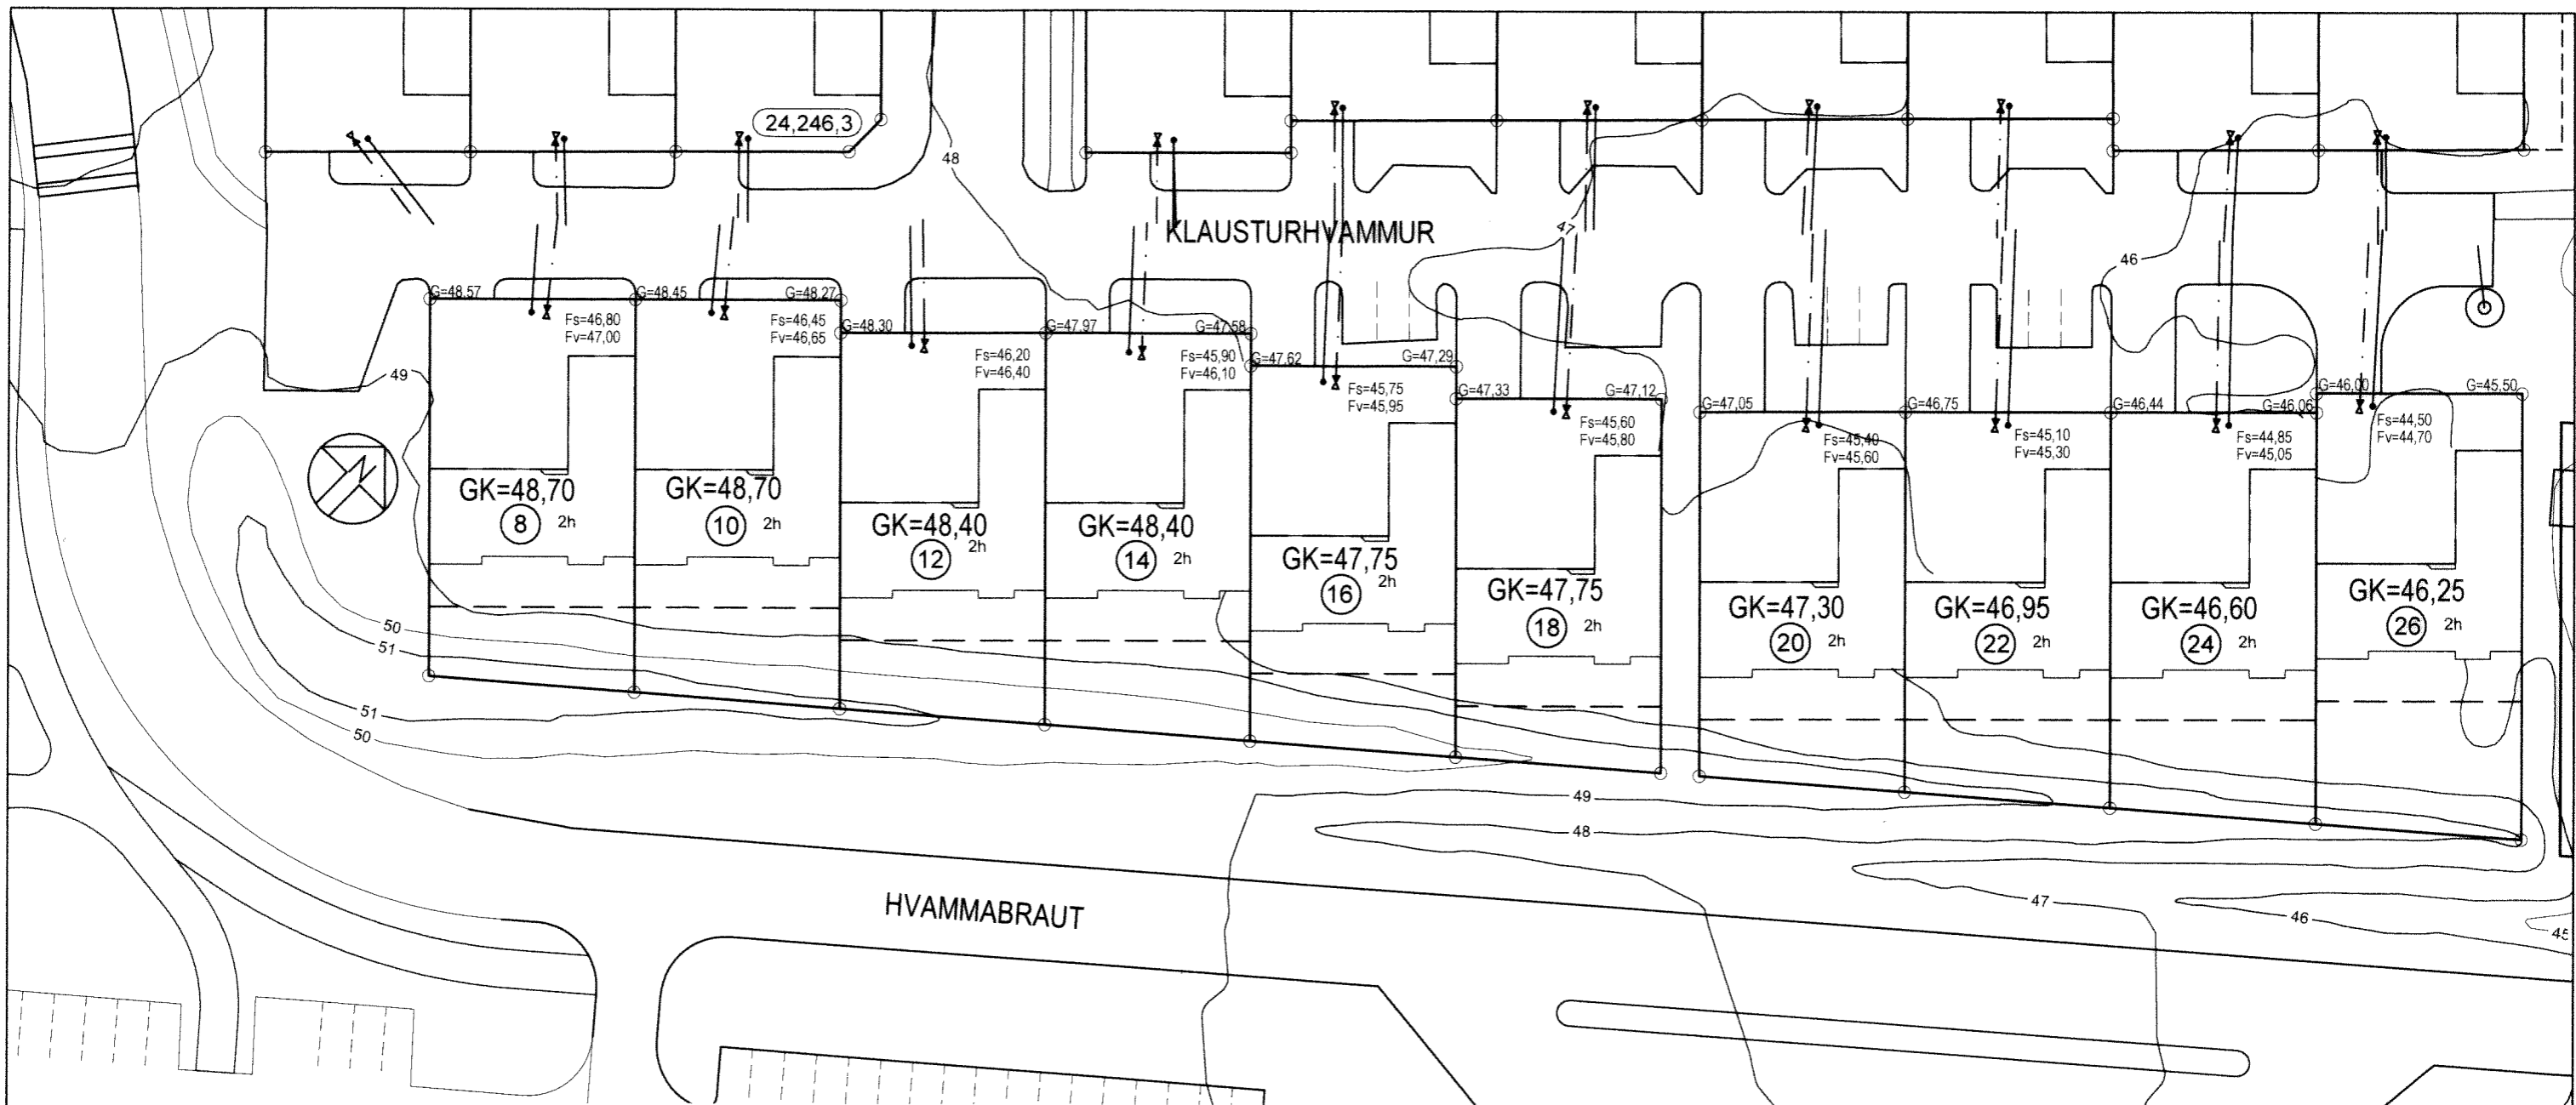 24,246,3
48
KLAUSTURHVAMMUR
47
46
G=48.57
G=48.45
G=48.27
G=48.30
G=47.97
G=47.58
G=47.62
G=47,29
G=47,33
G=47,12
G=47,05
G=46,75
G=46,44
G=46,06
G=46,00
G=45,50
Fs=46,80
Fv=47,00
Fs=46,45
Fv=46,65
Fs=46,20
Fv=46,40
Fs=45,90
Fv=46,10
Fs=45,75
Fv=45,95
Fs=45,60
Fv=45,80
Fs=45,40
Fv=45,60
Fs=45,10
Fv=45,30
Fs=44,85
Fv=45,05
Fs=44,50
Fv=44,70
49
N
GK=48,70
8 2h
GK=48,70
10 2h
GK=48,40
12 2h
GK=48,40
14 2h
GK=47,75
16 2h
GK=47,75
18 2h
GK=47,30
20 2h
GK=46,95
22 2h
GK=46,60
24 2h
GK=46,25
26 2h
50
51
51
50
49
48
47
46
45
HVAMMABRAUT